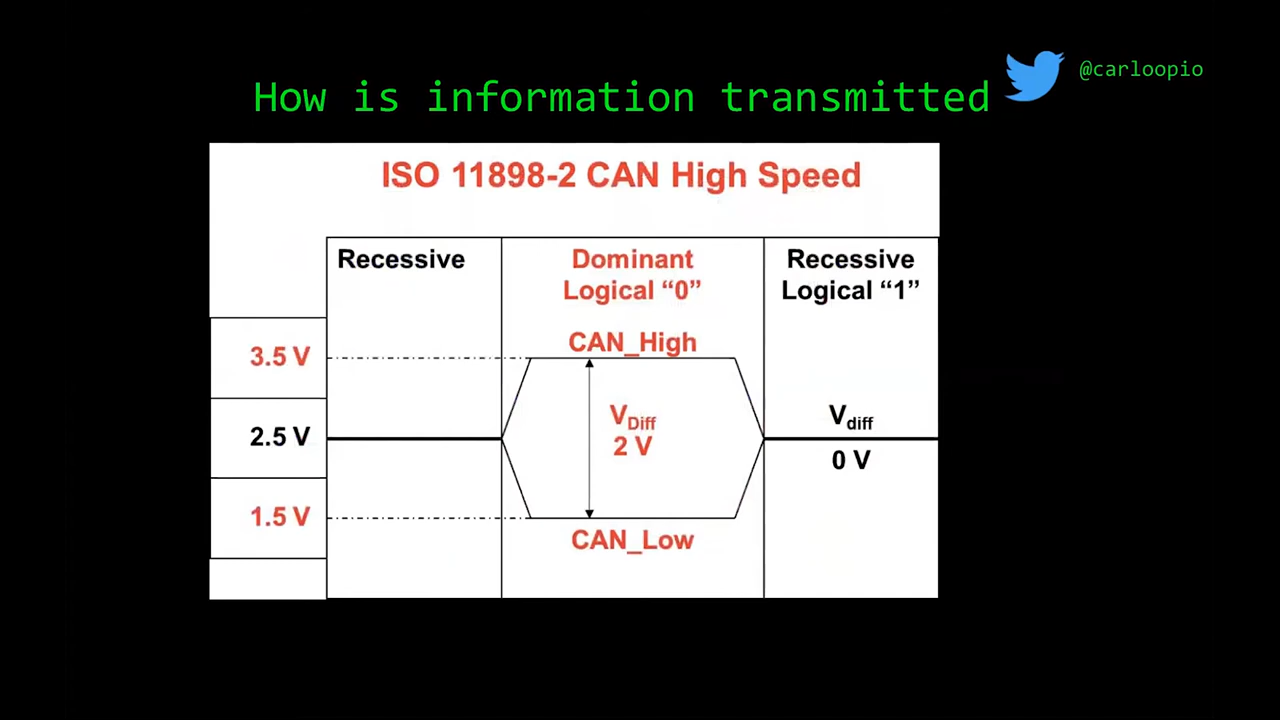 How is information transmitted
@carloopio
ISO 11898-2 CAN High Speed
Recessive
Dominant
Logical “0”
Recessive
Logical “1”
3.5 V
2.5 V
1.5 V
CAN_High
VDiff
2 V
CAN_Low
Vdiff
0 V